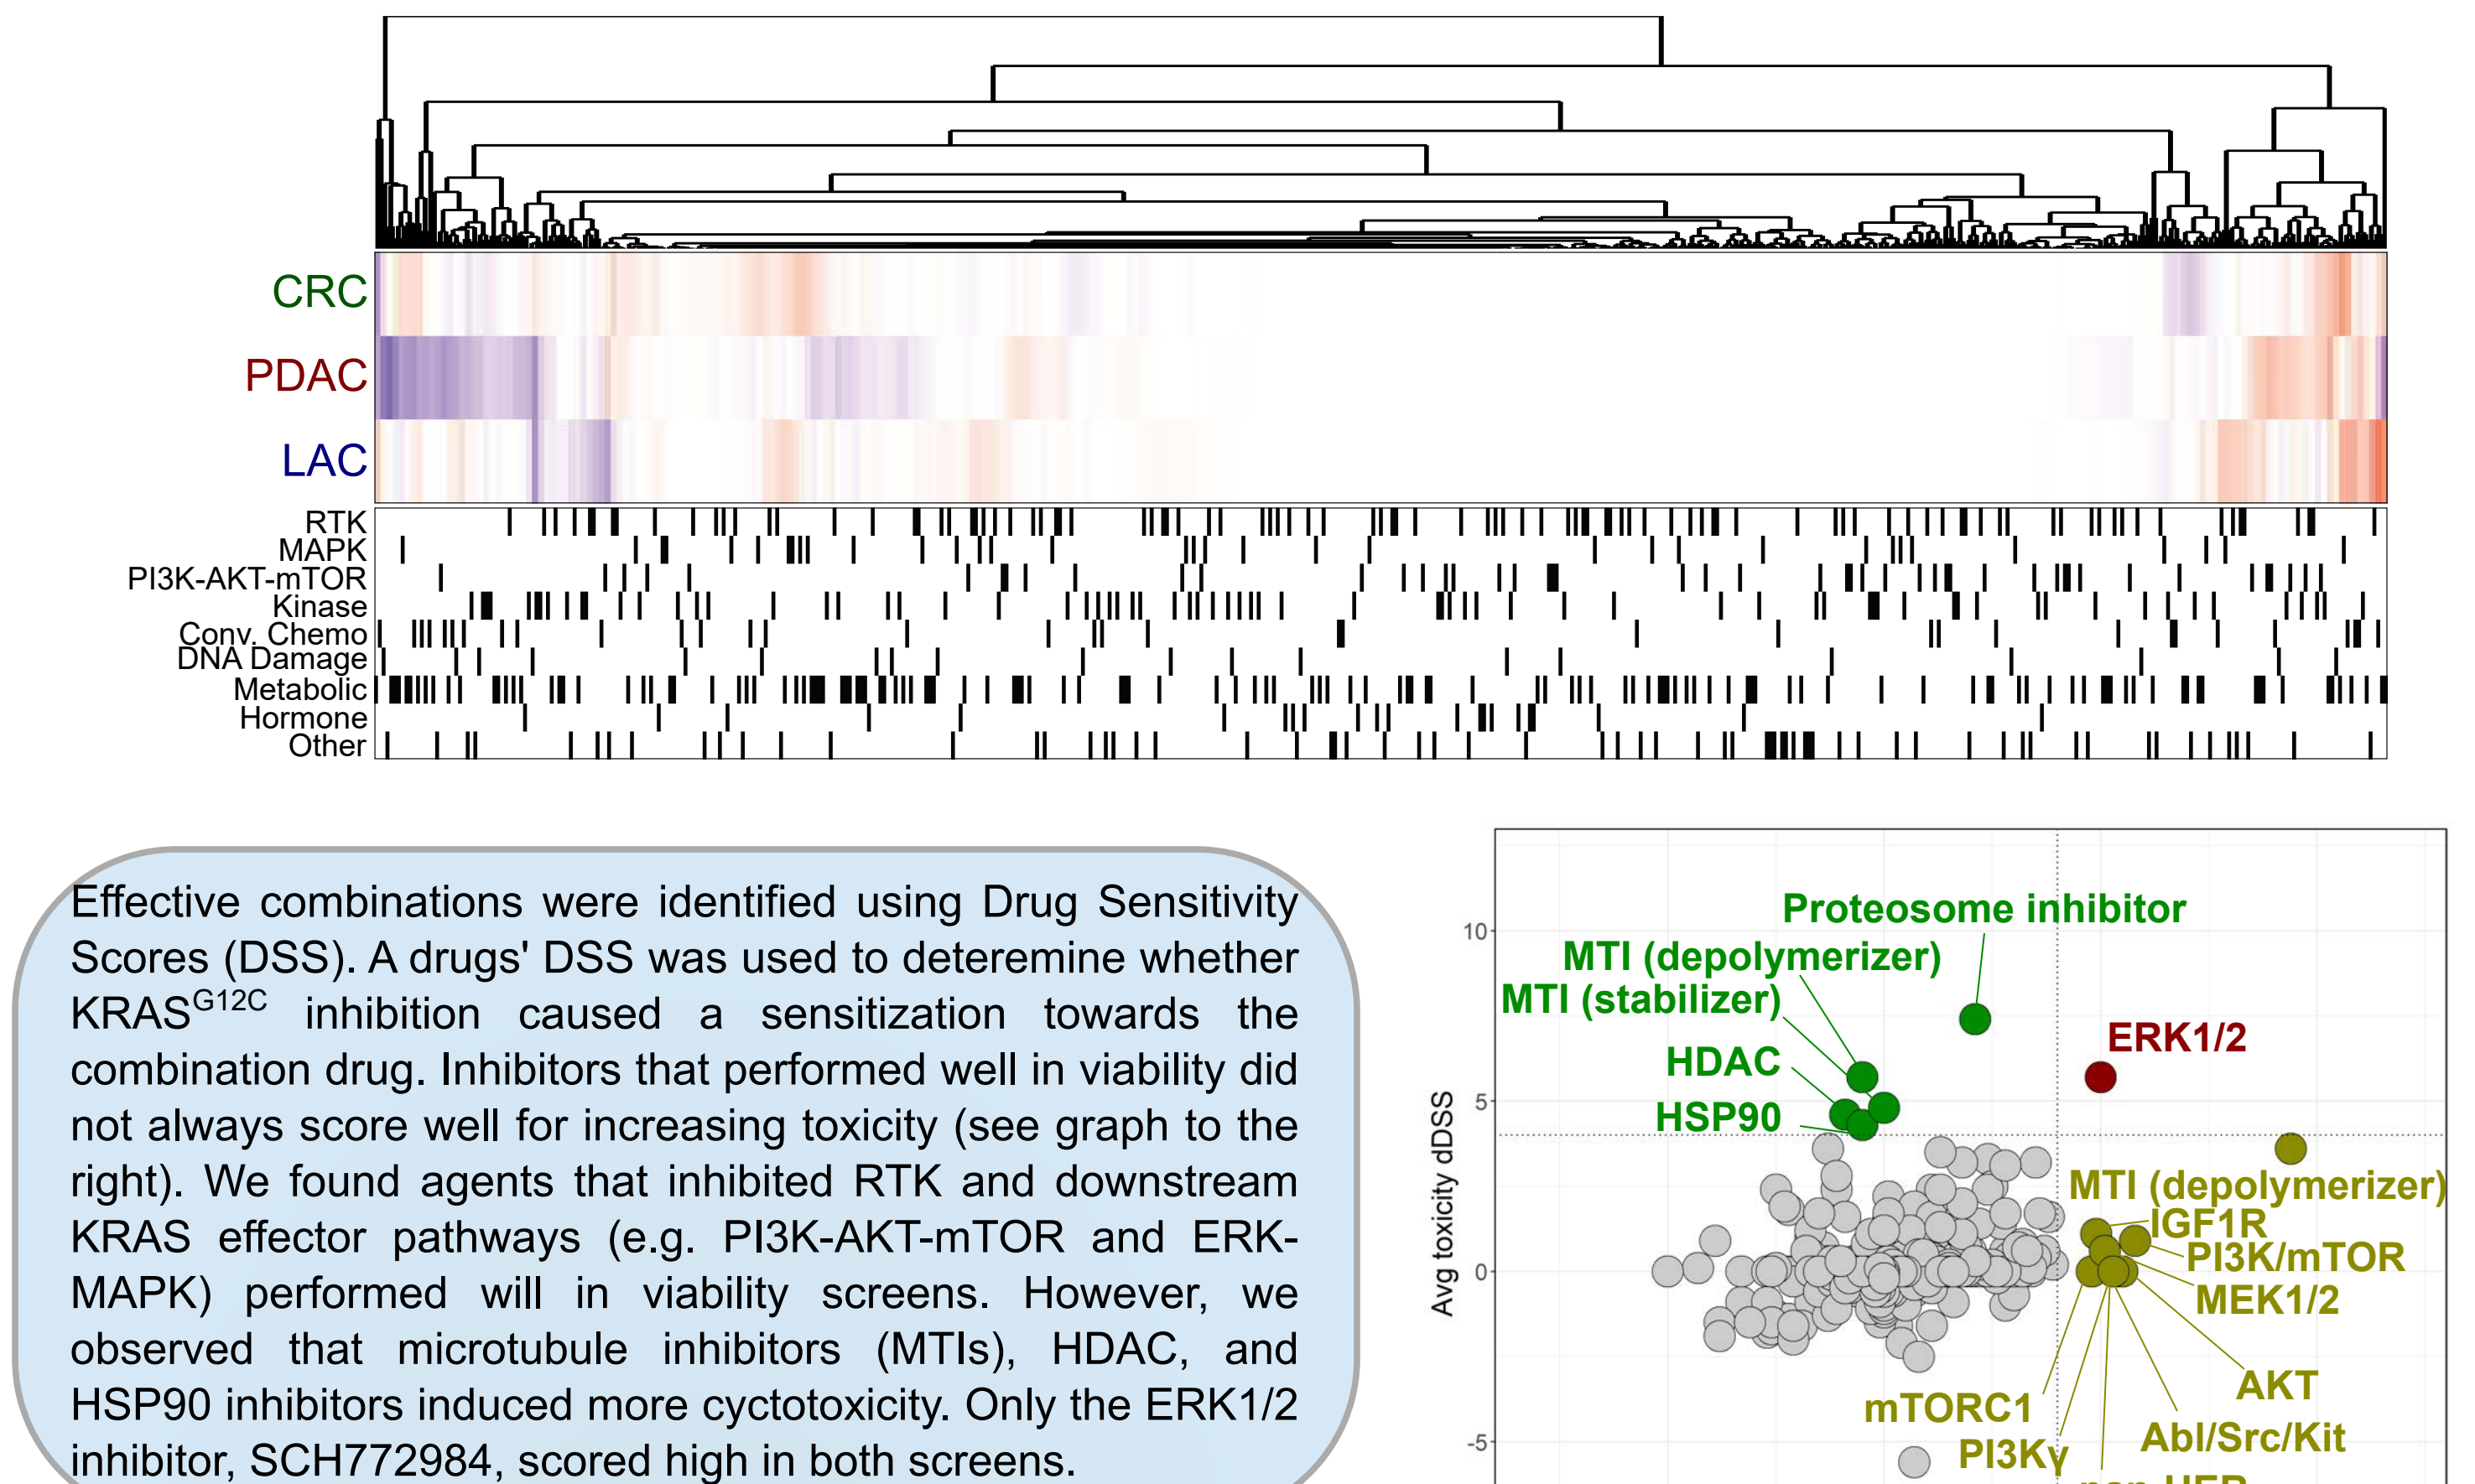 CRC
PDAC
LAC
RTK
MAPK
PI3K-AKT-mTOR
Kinase
Conv. Chemo
DNA Damage
Metabolic
Hormone
Other
Effective combinations were identified using Drug Sensitivity
Scores (DSS). A drugs' DSS was used to deteremine whether
KRASG12C inhibition caused a sensitization towards the
combination drug. Inhibitors that performed well in viability did
not always score well for increasing toxicity (see graph to the
right). We found agents that inhibited RTK and downstream
KRAS effector pathways (e.g. PI3K-AKT-mTOR and ERK-
MAPK) performed will in viability screens. However, we
observed that microtubule inhibitors (MTIs), HDAC, and
HSP90 inhibitors induced more cyctotoxicity. Only the ERK1/2
inhibitor, SCH772984, scored high in both screens.
Avg toxicity dDSS
10
5
0
-5
Proteosome inhibitor
MTI (depolymerizer)
MTI (stabilizer)
HDAC
HSP90
ERK1/2
MTI (depolymerizer)
IGF1R
PI3K/mTOR
MEK1/2
AKT
mTORC1
Abl/Src/Kit
PI3Kγ